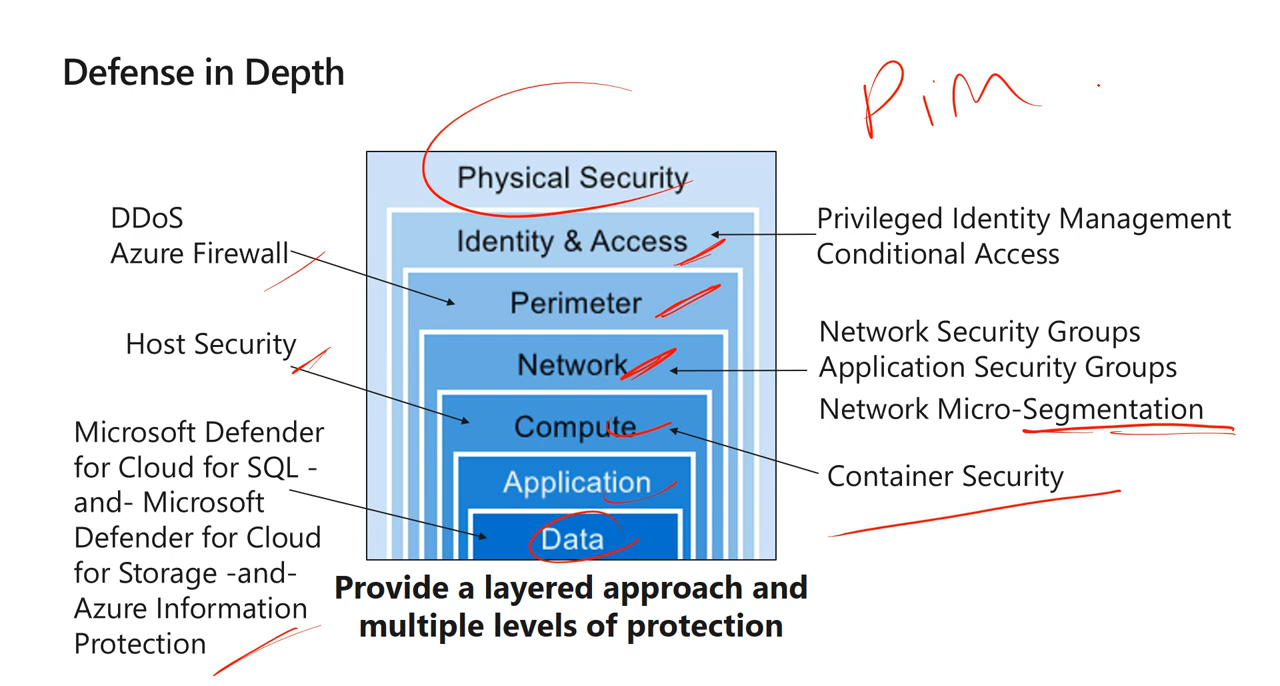 Defense in Depth
PiM
Physical Security
DDoS
Azure Firewall
Identity & Access
Privileged Identity Management
Conditional Access
Perimeter
Host Security
Network
Network Security Groups
Application Security Groups
Network Micro-Segmentation
Compute
Container Security
Microsoft Defender
for Cloud for SQL -
and- Microsoft
Defender for Cloud
for Storage -and-
Azure Information
Protection
Application
Data
Provide a layered approach and
multiple levels of protection